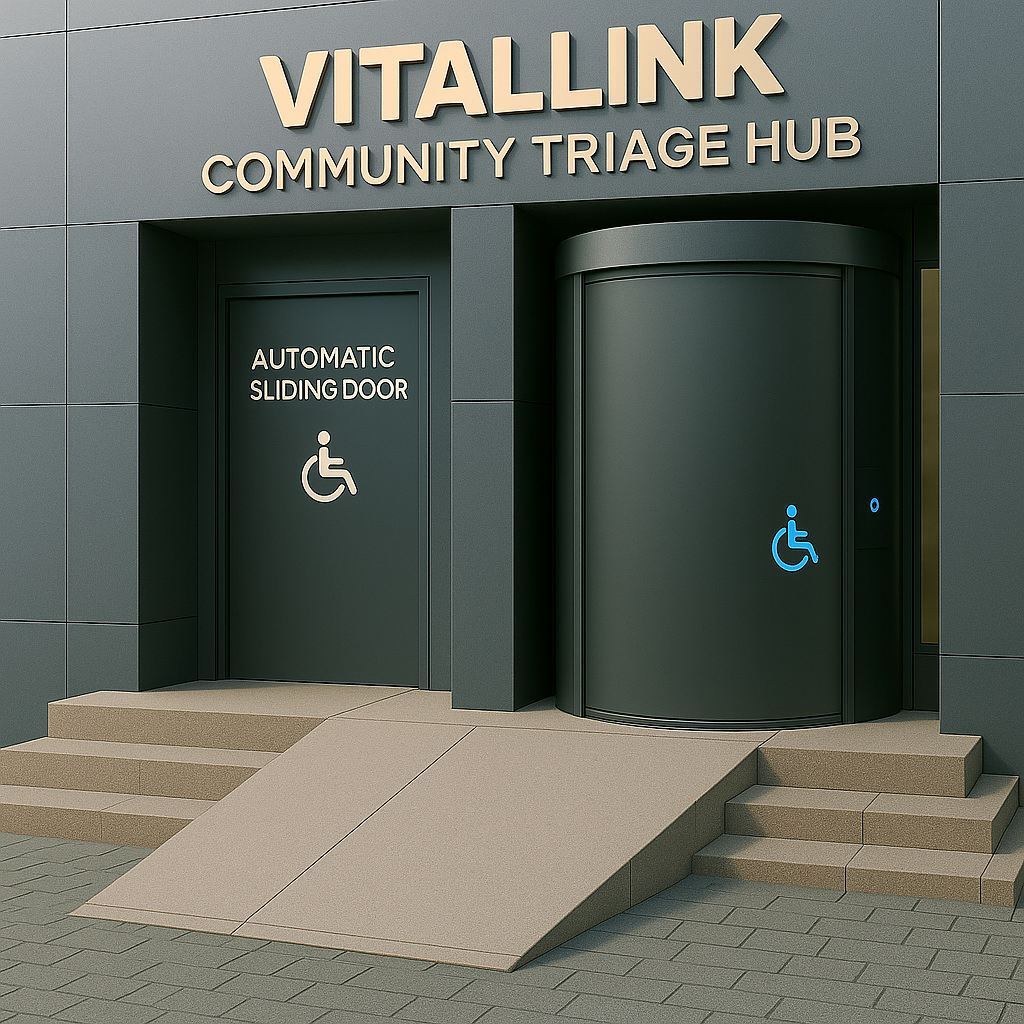 VITALLINK
COMMUNITY TRIAGE HUB
AUTOMATIC
SLIDING DOOR